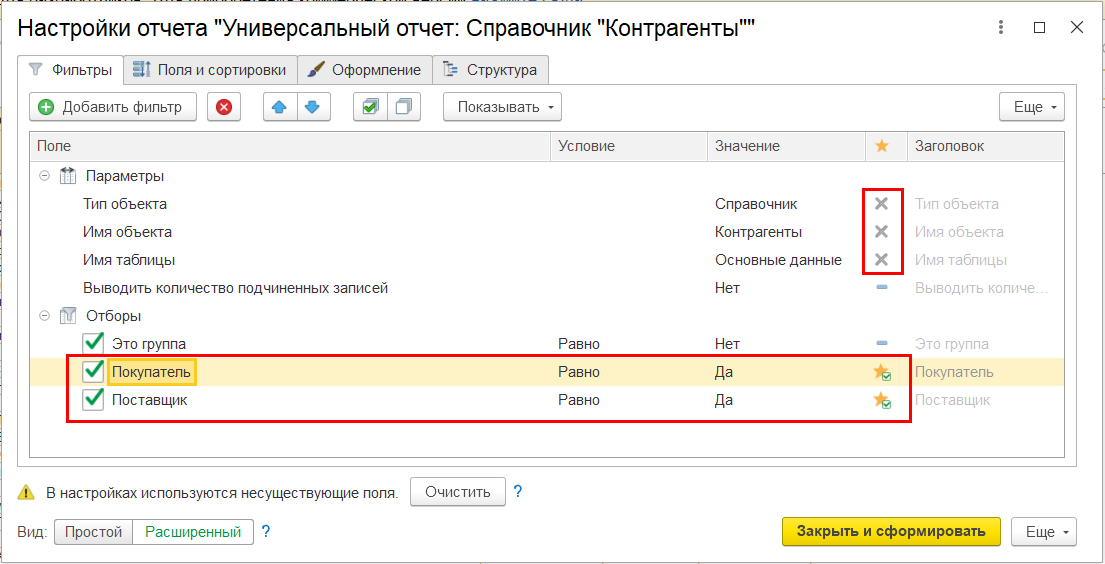 Настройки отчета "Универсальный отчет: Справочник "Контрагенты""
Фильтры Поля и сортировки Оформление Структура
Добавить фильтр Показывать Еще
Поле Условие Значение Заголовок
Параметры
Тип объекта Справочник Тип объекта
Имя объекта Контрагенты Имя объекта
Имя таблицы Основные данные Имя таблицы
Выводить количество подчиненных записей Нет Выводить количе...
Отборы
Это группа Равно Нет Это группа
Покупатель Равно Да Покупатель
Поставщик Равно Да Поставщик
В настройках используются несуществующие поля. Очистить ?
Вид: Простой Расширенный ? Закрыть и сформировать Еще